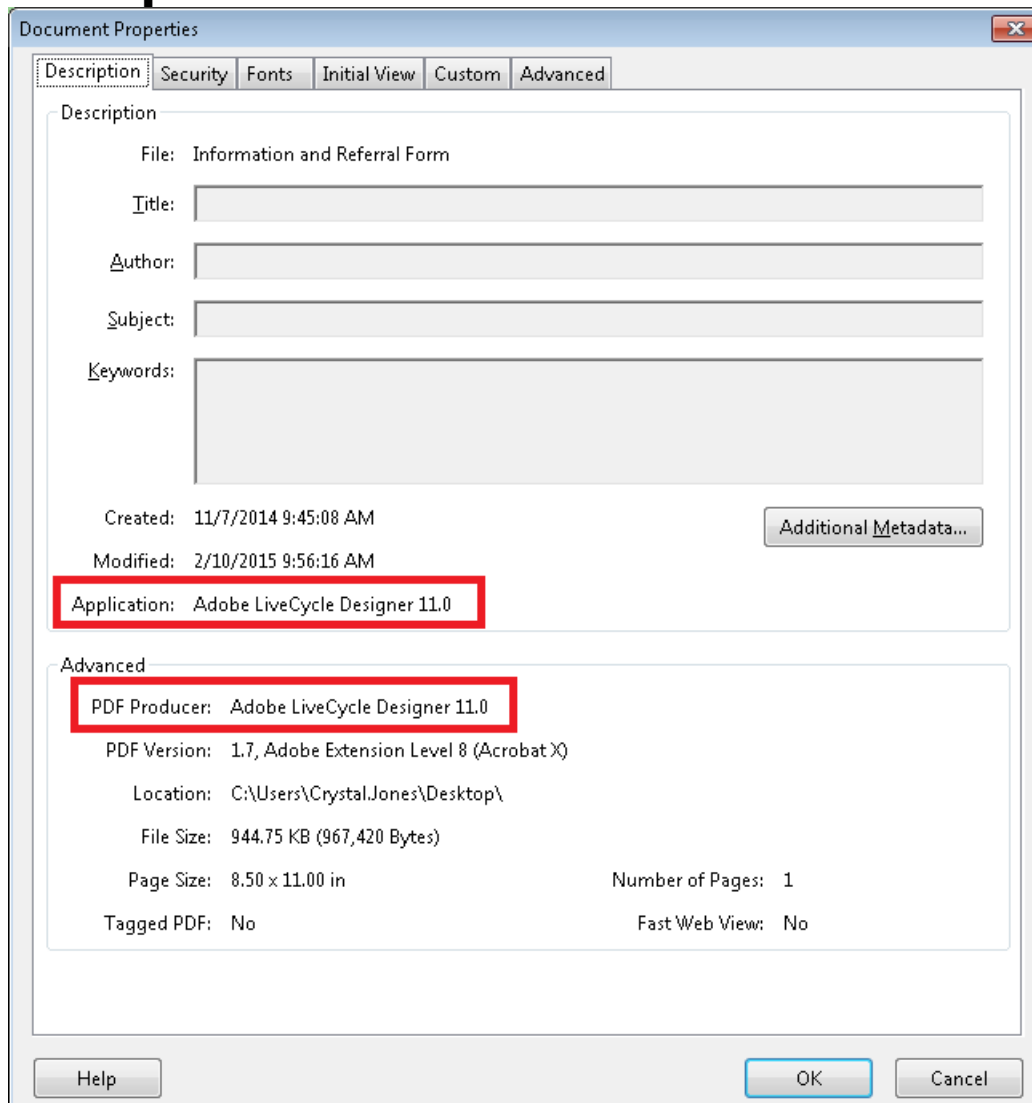 Document Properties
Description Security Fonts Initial View Custom Advanced
Description
File: Information and Referral Form
Title:
Author:
Subject:
Keywords:
Created: 11/7/2014 9:45:08 AM
Additional Metadata...
Modified: 2/10/2015 9:56:16 AM
Application: Adobe LiveCycle Designer 11.0
Advanced
PDF Producer: Adobe LiveCycle Designer 11.0
PDF Version: 1.7, Adobe Extension Level 8 (Acrobat X)
Location: C:\Users\Crystal.Jones\Desktop\
File Size: 944.75 KB (967,420 Bytes)
Page Size: 8.50 x 11.00 in Number of Pages: 1
Tagged PDF: No Fast Web View: No
Help OK Cancel